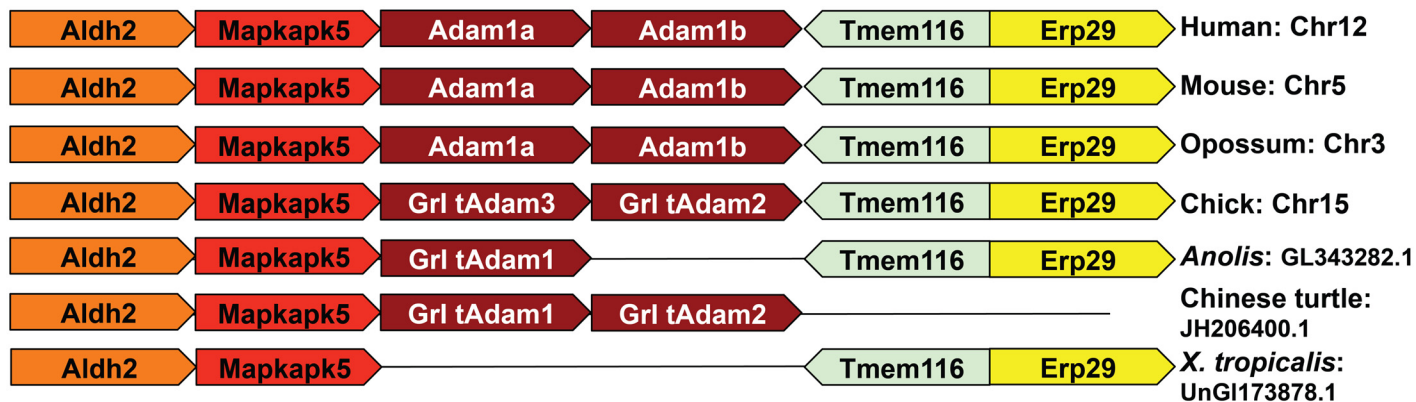 Aldh2 Mapkapk5 Adam1a Adam1b Tmem116 Erp29 Human: Chr12
Aldh2 Mapkapk5 Adam1a Adam1b Tmem116 Erp29 Mouse: Chr5
Aldh2 Mapkapk5 Adam1a Adam1b Tmem116 Erp29 Opossum: Chr3
Aldh2 Mapkapk5 Grl tAdam3 Grl tAdam2 Tmem116 Erp29 Chick: Chr15
Aldh2 Mapkapk5 Grl tAdam1 Tmem116 Erp29 Anolis: GL343282.1
Aldh2 Mapkapk5 Grl tAdam1 Grl tAdam2 Chinese turtle:
JH206400.1
Aldh2 Mapkapk5 Tmem116 Erp29 X. tropicalis:
UnGl173878.1